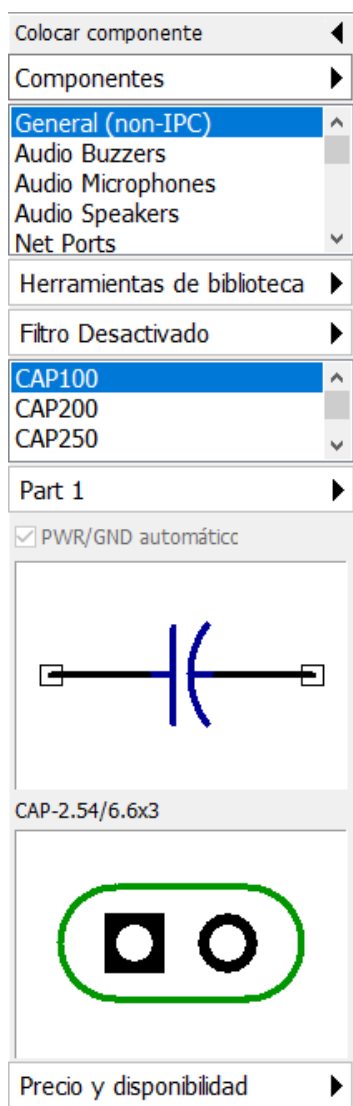 Colocar componente
Componentes
General (non-IPC)
Audio Buzzers
Audio Microphones
Audio Speakers
Net Ports
Herramientas de biblioteca
Filtro Desactivado
CAP100
CAP200
CAP250
Part 1
PWR/GND automáticc
CAP-2.54/6.6x3
Precio y disponibilidad